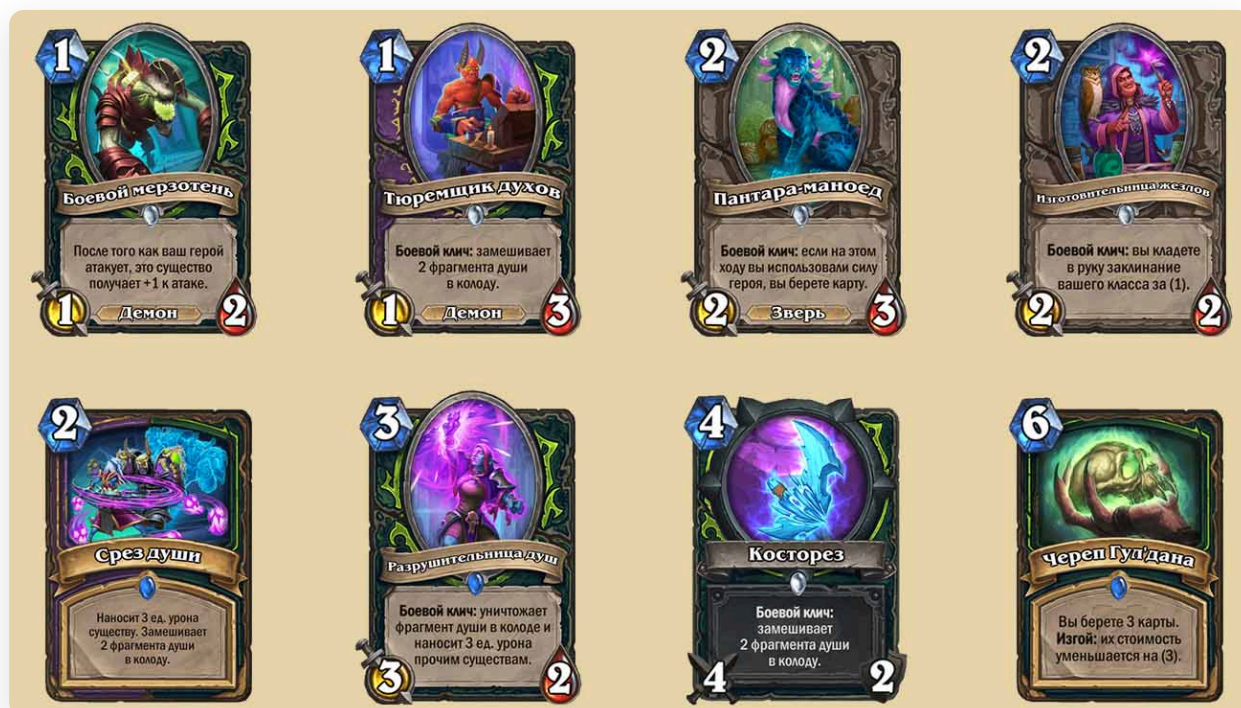 1
Боевой мерзотень
После того как ваш герой
атакует, это существо
получает +1 к атаке.
1
Демон
2
1
Тюремщик духов
Боевой клич: замешивает
2 фрагмента души
в колоду.
1
Демон
3
2
Пантара-маноед
Боевой клич: если на этом
ходу вы использовали силу
героя, вы берете карту.
2
Зверь
3
2
Изготовительница жезлов
Боевой клич: вы кладете
в руку заклинание
вашего класса за (1).
2
2
2
Срез души
Наносит 3 ед. урона
существу. Замешивает
2 фрагмента души
в колоду.
3
Разрушительница душ
Боевой клич: уничтожает
фрагмент души в колоде и
наносит 3 ед. урона
прочим существам.
3
2
4
Косторез
Боевой клич:
замешивает
2 фрагмента души
в колоду.
4
2
6
Череп Гул'дана
Вы берете 3 карты.
Изгой: их стоимость
уменьшается на (3).